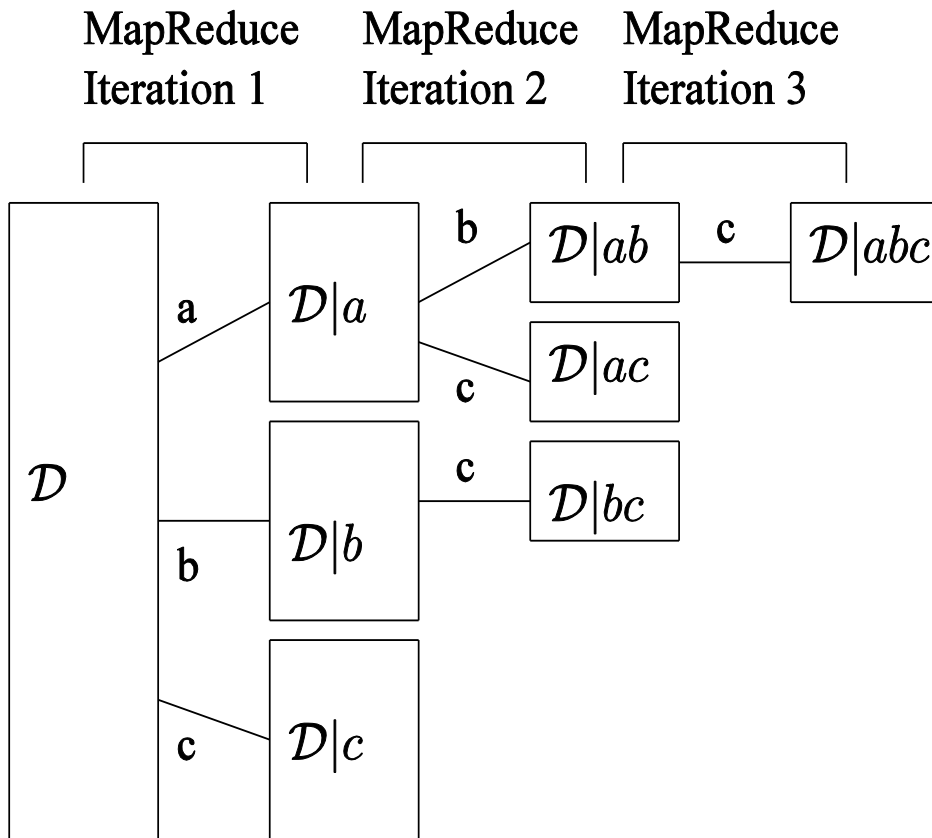 MapReduce
Iteration 1
MapReduce
Iteration 2
MapReduce
Iteration 3
𝒟
a
b
c
𝒟|a
𝒟|b
𝒟|c
b
c
c
𝒟|ab
𝒟|ac
𝒟|bc
c
𝒟|abc